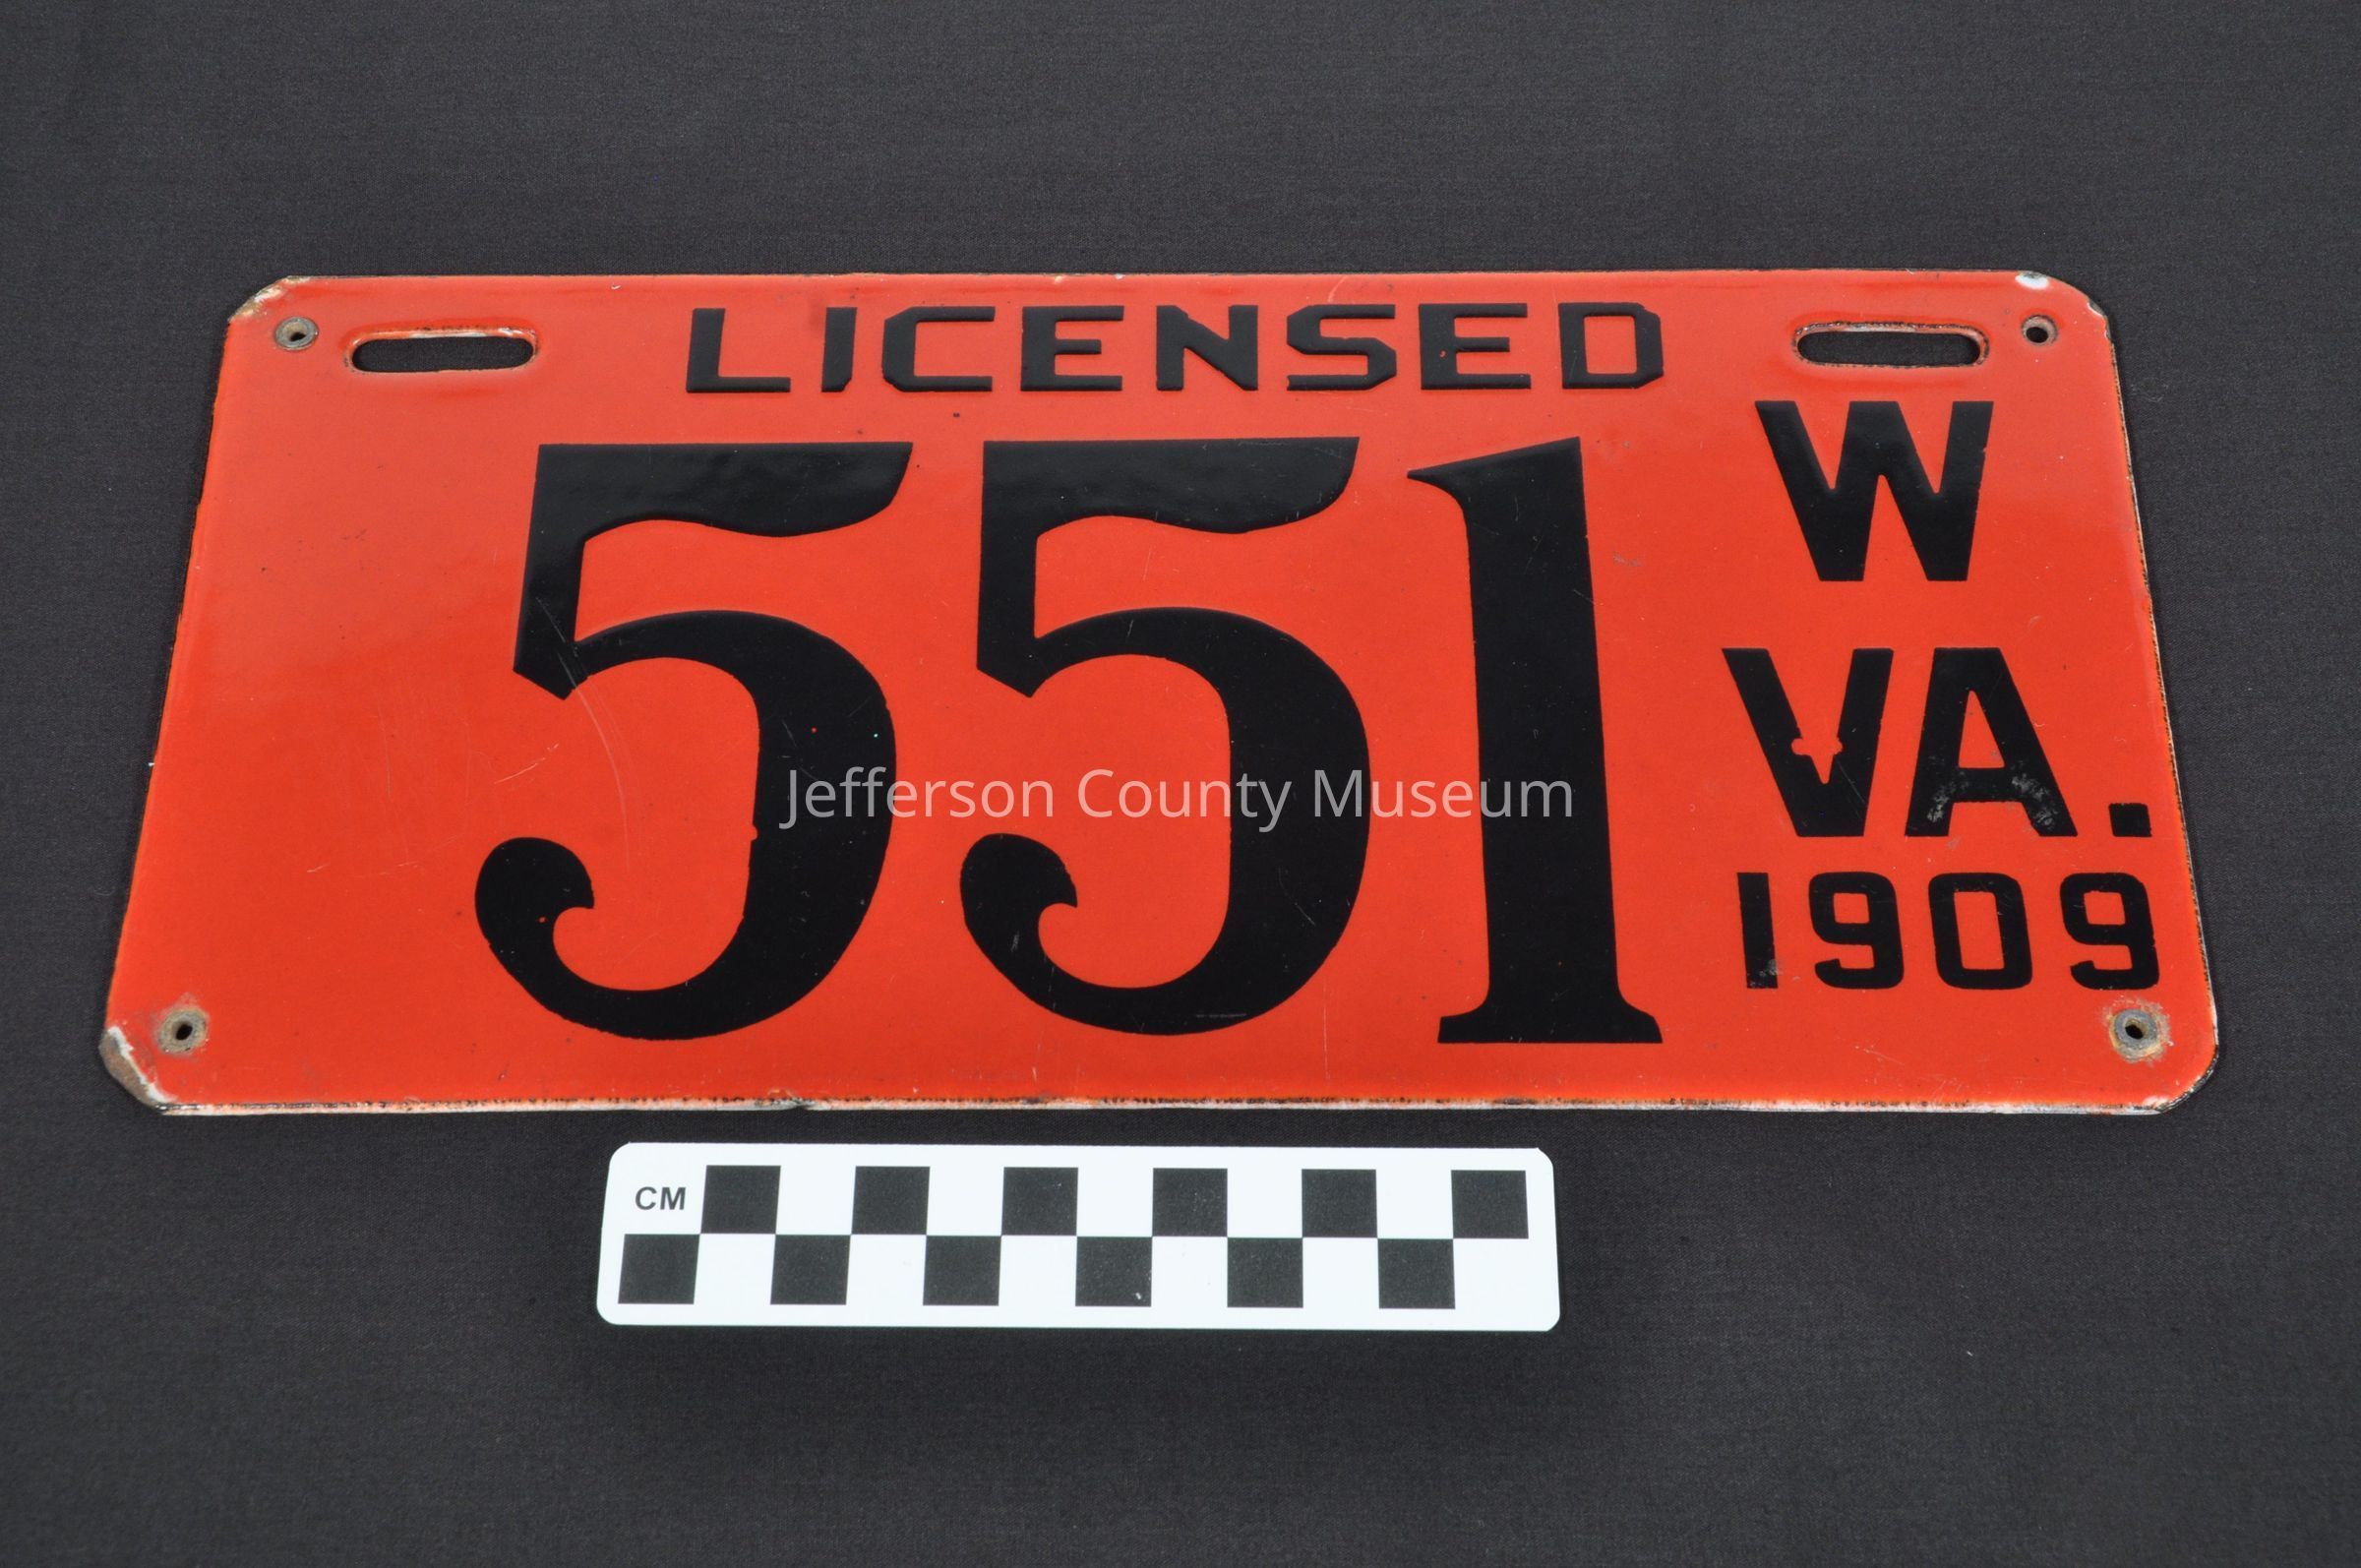 LICENSED
551
W
VA.
1909
Jefferson County Museum
CM